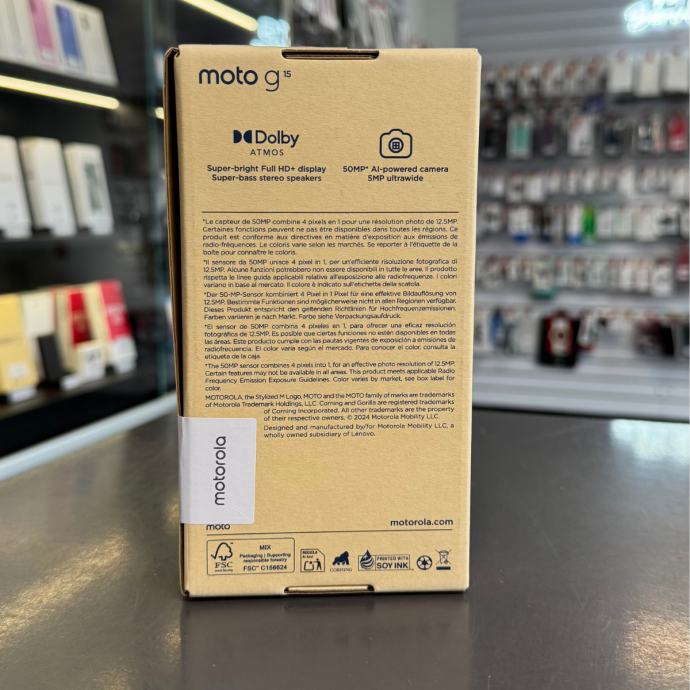 moto g15
Dolby
ATMOS
Super-bright Full HD+ display
Super-bass stereo speakers
50MP* AI-powered camera
5MP ultrawide
*Le capteur de 50MP combine 4 pixels en 1 pour une résolution photo de 12.5MP.
Certaines fonctions peuvent ne pas être disponibles dans toutes les régions. Ce
produit est conforme aux directives en matière d'exposition aux émissions de
radio-fréquences. Le coloris varie selon les marchés. Se reporter à l'étiquette de la
boîte pour connaître le coloris.
*Il sensore da 50MP unisce 4 pixel in 1, per un'efficiente risoluzione fotografica di
12.5MP. Alcune funzioni potrebbero non essere disponibili in tutte le aree. Il prodotto
rispetta le linee guida applicabili relative all'esposizione alle radiofrequenze. I colori
variano in base al mercato. Il colore è indicato sull'etichetta della scatola.
*Der 50-MP-Sensor kombiniert 4 Pixel in 1 Pixel für eine effektive Bildauflösung von
12.5MP. Bestimmte Funktionen sind möglicherweise nicht in allen Regionen verfügbar.
Dieses Produkt entspricht den geltenden Richtlinien für Hochfrequenzemissionen.
Farben variieren je nach Markt. Farbe siehe Verpackungsaufdruck.
*El sensor de 50MP combina 4 píxeles en 1, para ofrecer una eficaz resolución
fotográfica de 12.5MP. Es posible que ciertas funciones no estén disponibles en todas
las áreas. Este producto cumple con las pautas vigentes de exposición a emisiones de
radiofrecuencia. El color varía según el mercado. Para conocer el color, consulta la
etiqueta de la caja.
*The 50MP sensor combines 4 pixels into 1, for an effective photo resolution of 12.5MP.
Certain features may not be available in all areas. This product meets applicable Radio
Frequency Emission Exposure Guidelines. Color varies by market, see box label for
color.
MOTOROLA, the Stylized M Logo, MOTO and the MOTO family of marks are trademarks
of Motorola Trademark Holdings, LLC. Corning and Gorilla are registered trademarks
of Corning Incorporated. All other trademarks are the property
of their respective owners. © 2024 Motorola Mobility LLC.
Designed and manufactured by/for Motorola Mobility LLC, a
wholly owned subsidiary of Lenovo.
motorola
moto
motorola.com
FSC
MIX
Packaging | Supporting
responsible forestry
FSC® C156624
CORNING
PRINTED WITH
SOY INK